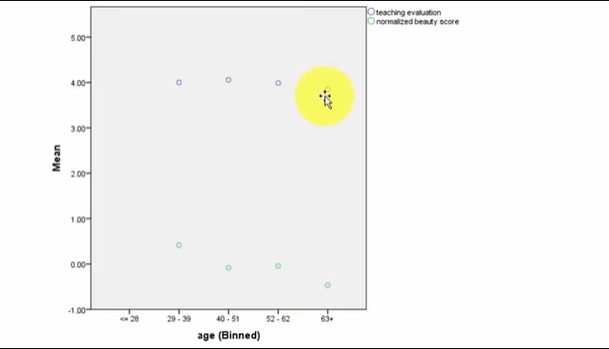 teaching evaluation
normalized beauty score
5.00
4.00
3.00
2.00
1.00
0.00
-1.00
Mean
<= 28
29 - 39
40 - 51
52 - 62
63+
age (Binned)